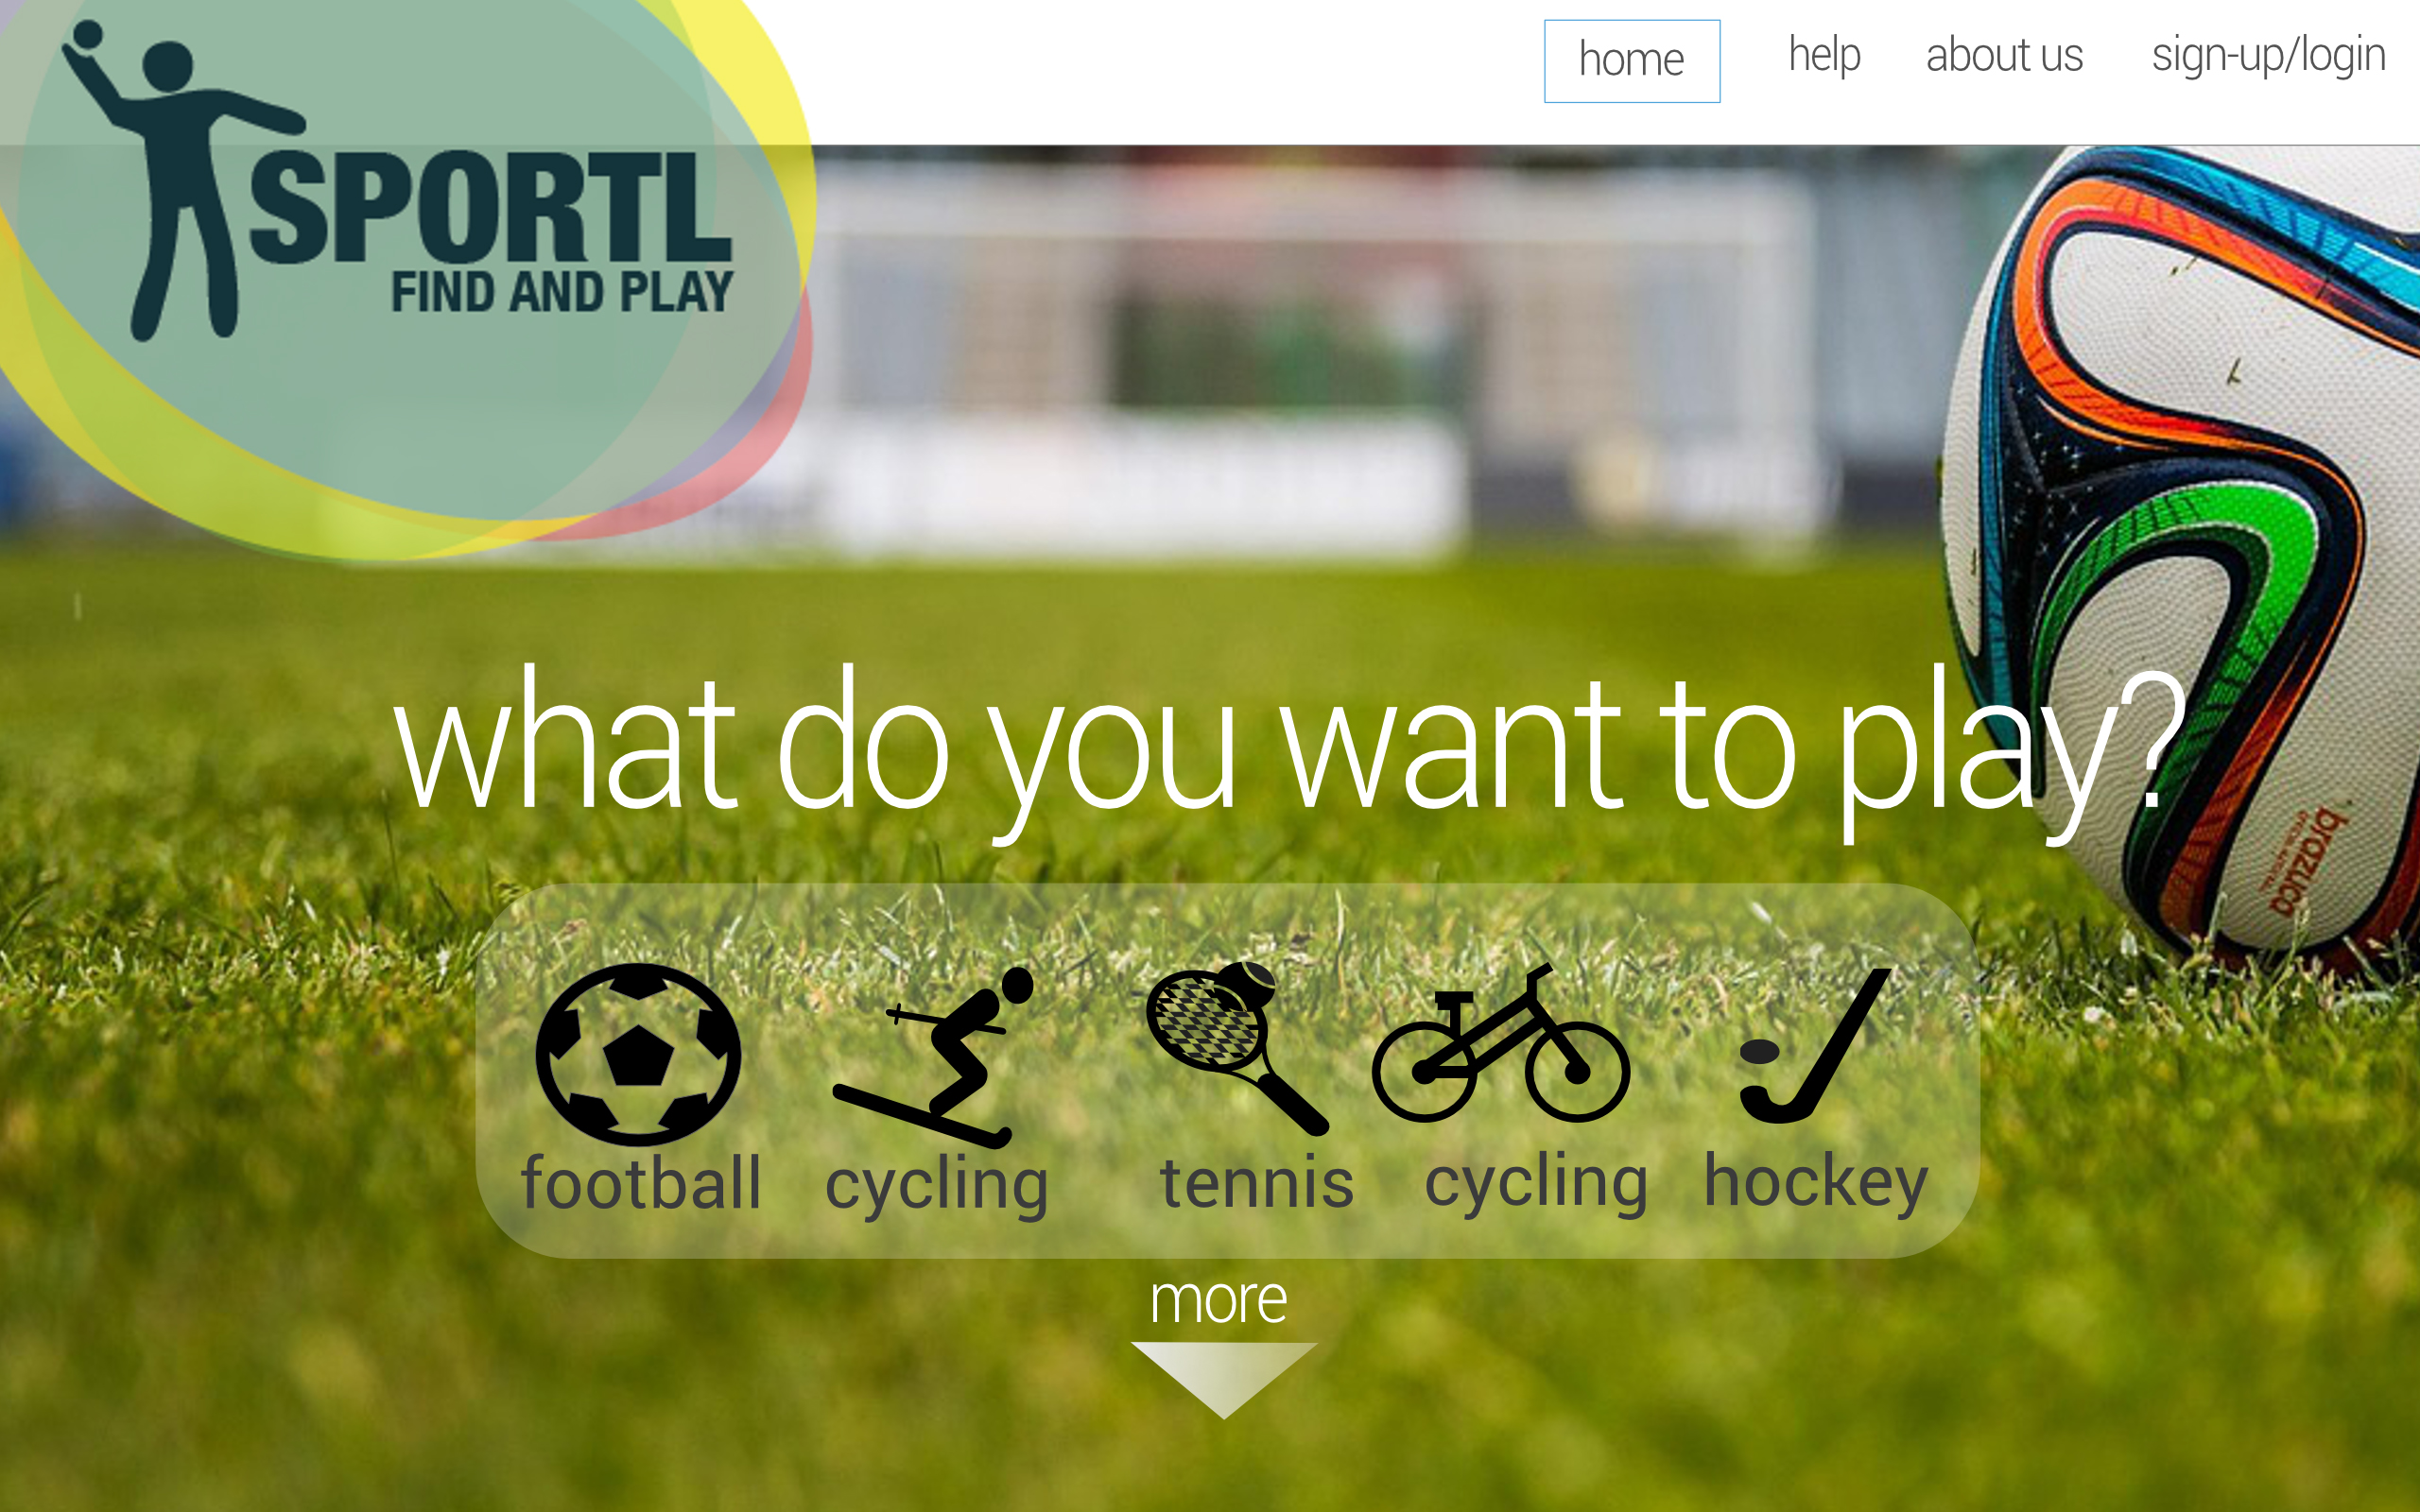 home help about us sign-up/login
SPORTL
FIND AND PLAY
what do you want to play?
brazuca
football cycling tennis cycling hockey
more